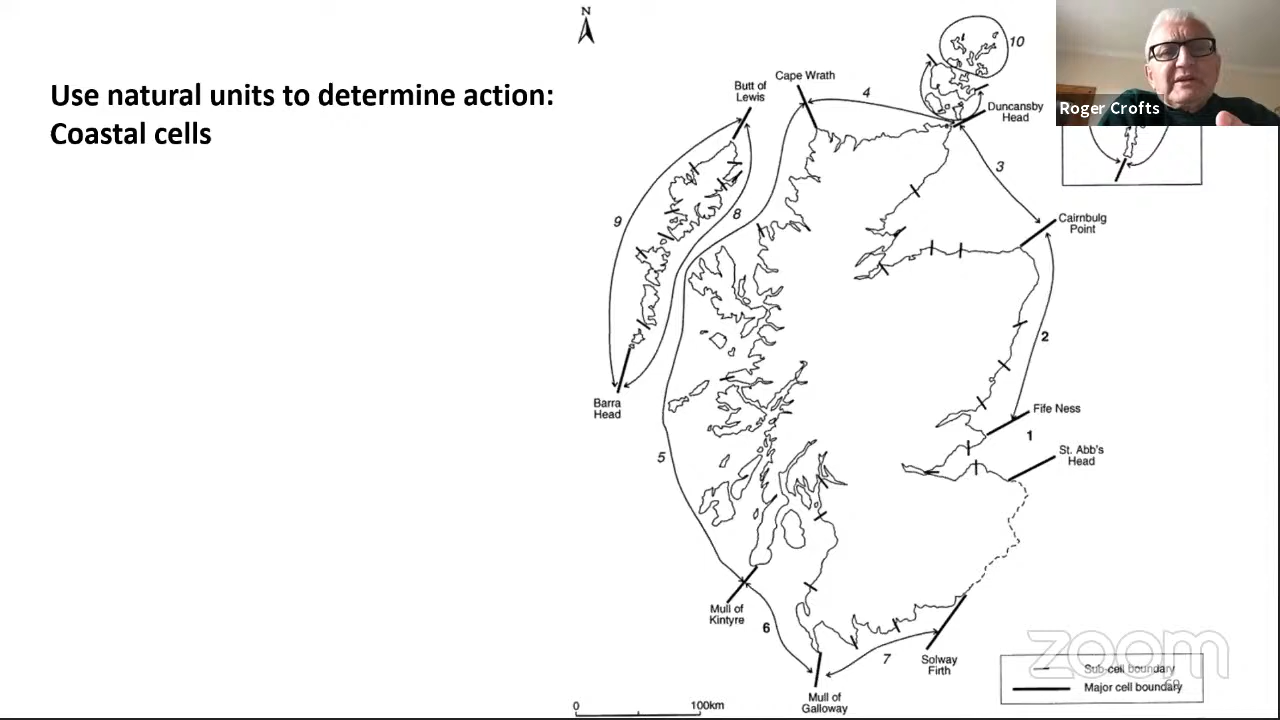 Use natural units to determine action:
Coastal cells
N
10
Roger Crofts
Cape Wrath
Butt of
Lewis
4
Duncansby
Head
3
9
8
Cairnbulg
Point
2
Barra
Head
Fife Ness
1
St. Abb's
Head
5
Mull of
Kintyre
6
7
Solway
Firth
Mull of
Galloway
0
100km
zoom
Sub-cell boundary
Major cell boundary